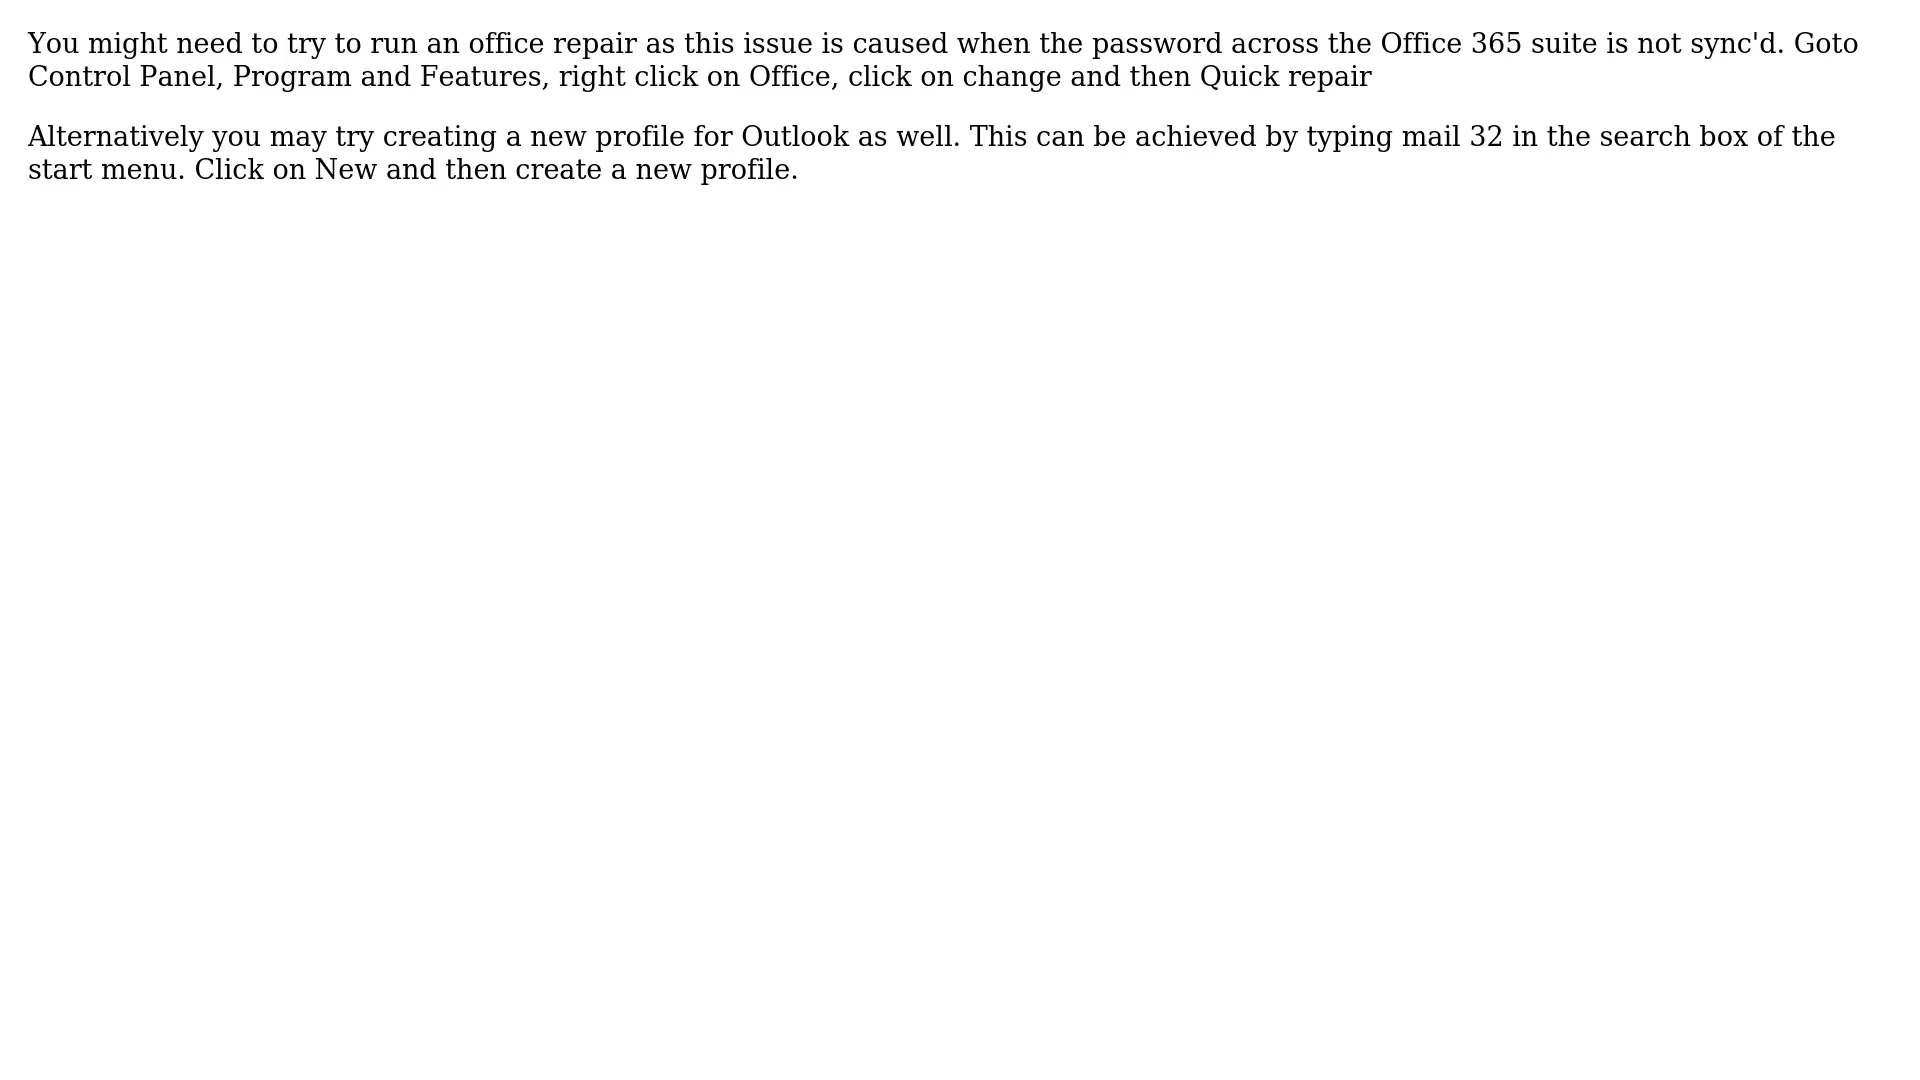 You might need to try to run an office repair as this issue is caused when the password across the Office 365 suite is not sync'd. Goto
Control Panel, Program and Features, right click on Office, click on change and then Quick repair
Alternatively you may try creating a new profile for Outlook as well. This can be achieved by typing mail 32 in the search box of the
start menu. Click on New and then create a new profile.